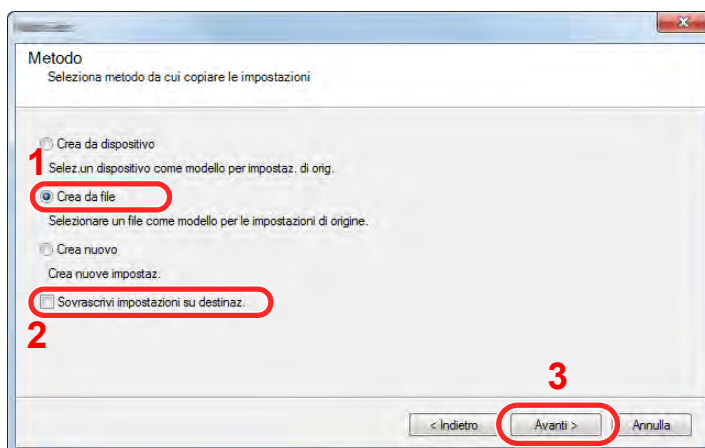 Metodo
Seleziona metodo da cui copiare le impostazioni
Crea da dispositivo
1
Selez.un dispositivo come modello per impostaz. di orig.
Crea da file
Selezionare un file come modello per le impostazioni di origine.
Crea nuovo
Crea nuove impostaz.
Sovrascrivi impostazioni su destinaz.
2
3
< Indietro
Avanti >
Annulla